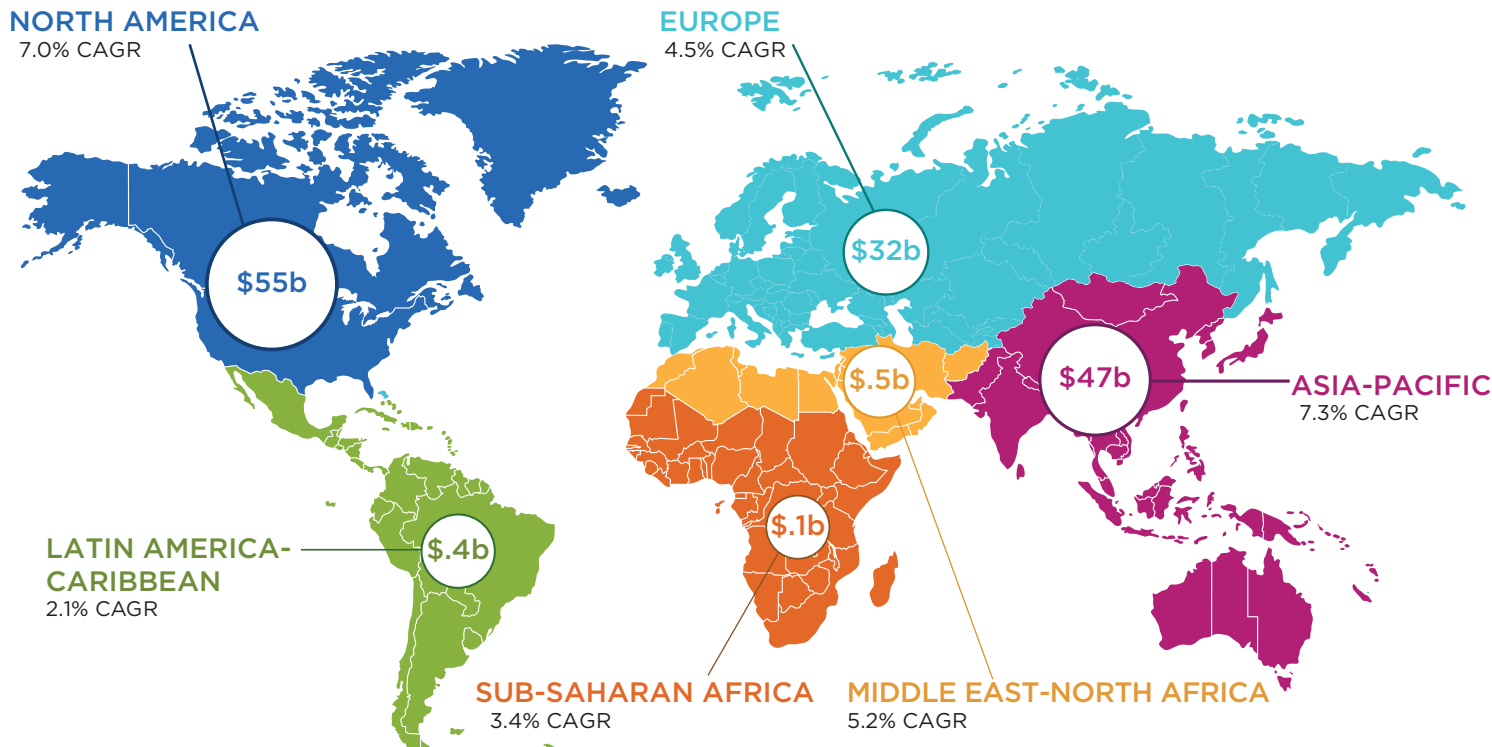 NORTH AMERICA
7.0% CAGR
$55b
EUROPE
4.5% CAGR
$32b
$.5b
$47b
ASIA-PACIFIC
7.3% CAGR
LATIN AMERICA-
CARIBBEAN
2.1% CAGR
$.4b
$.1b
SUB-SAHARAN AFRICA
3.4% CAGR
MIDDLE EAST-NORTH AFRICA
5.2% CAGR